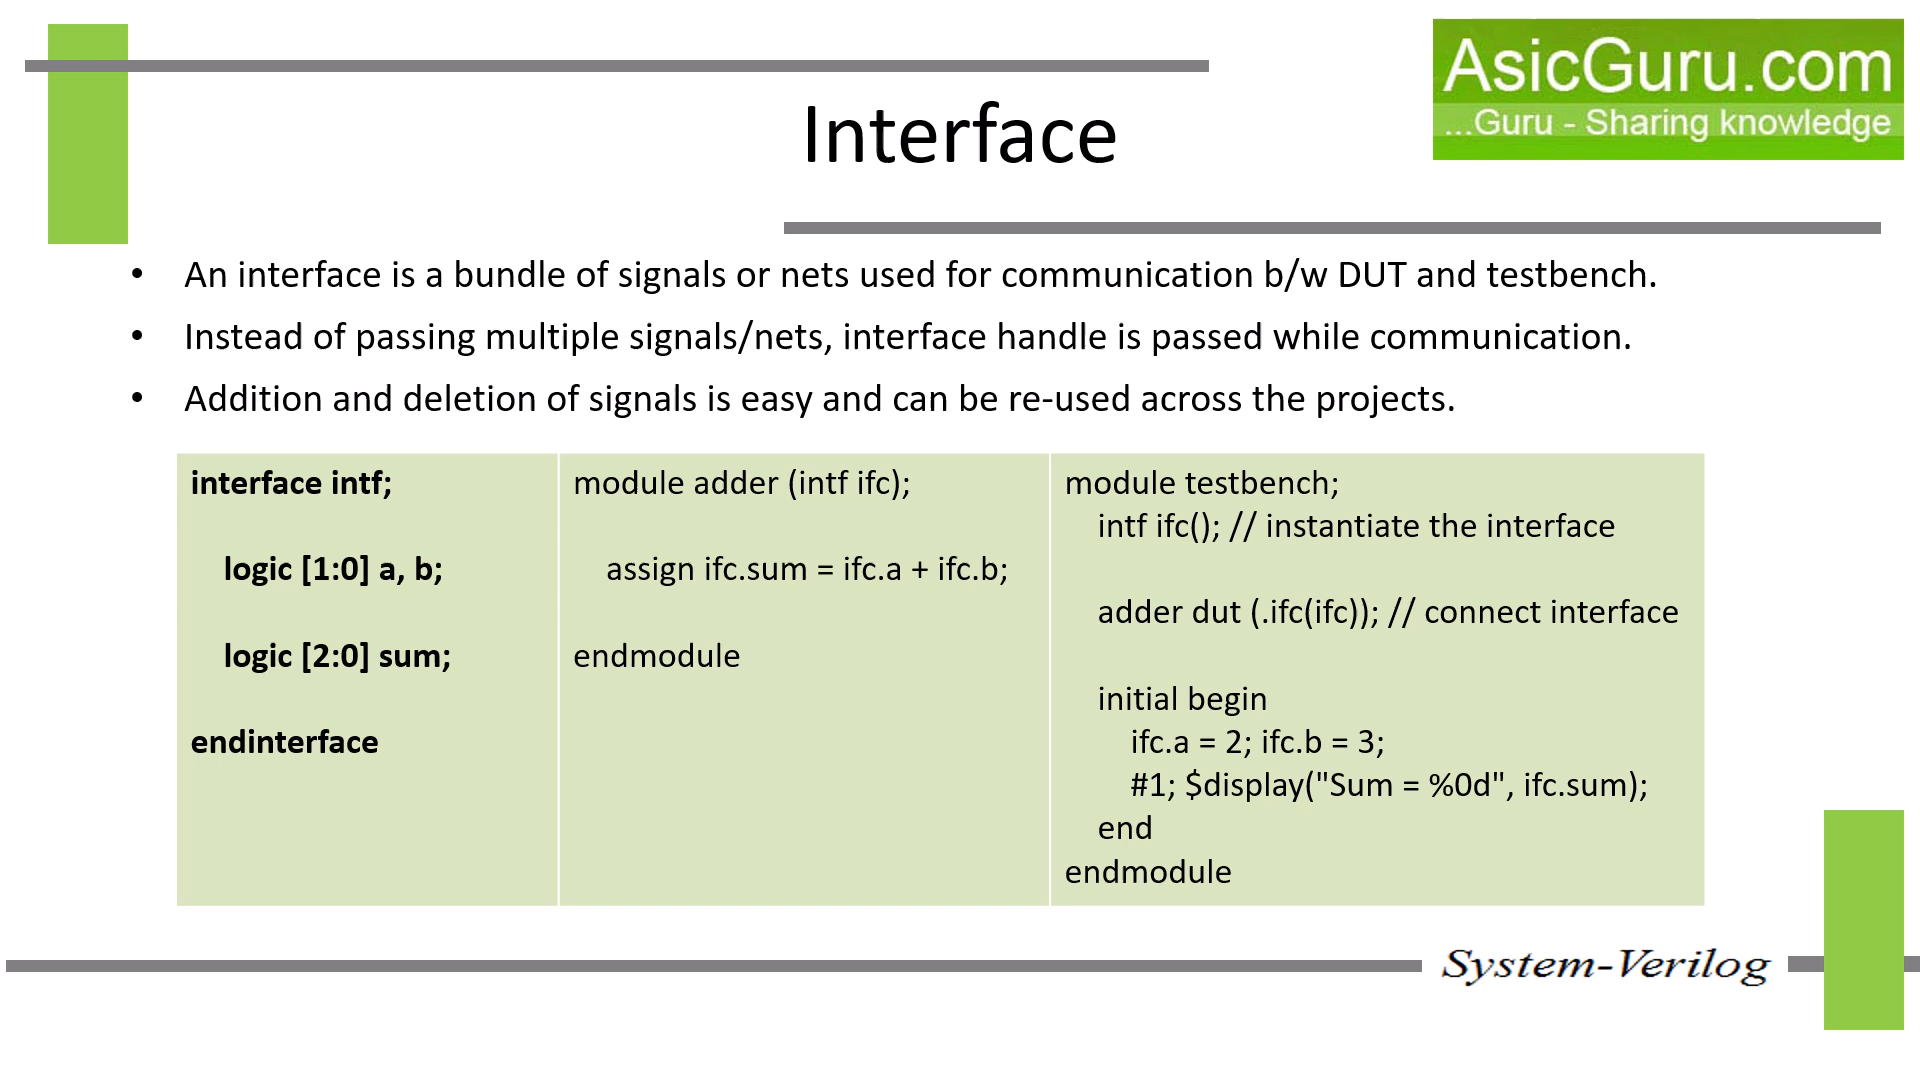 AsicGuru.com
...Guru - Sharing knowledge
Interface
• An interface is a bundle of signals or nets used for communication b/w DUT and testbench.
• Instead of passing multiple signals/nets, interface handle is passed while communication.
• Addition and deletion of signals is easy and can be re-used across the projects.
interface intf;
logic [1:0] a, b;
logic [2:0] sum;
endinterface
module adder (intf ifc);
assign ifc.sum = ifc.a + ifc.b;
endmodule
module testbench;
intf ifc(); // instantiate the interface
adder dut (.ifc(ifc)); // connect interface
initial begin
ifc.a = 2; ifc.b = 3;
#1; $display("Sum = %0d", ifc.sum);
end
endmodule
System-Verilog